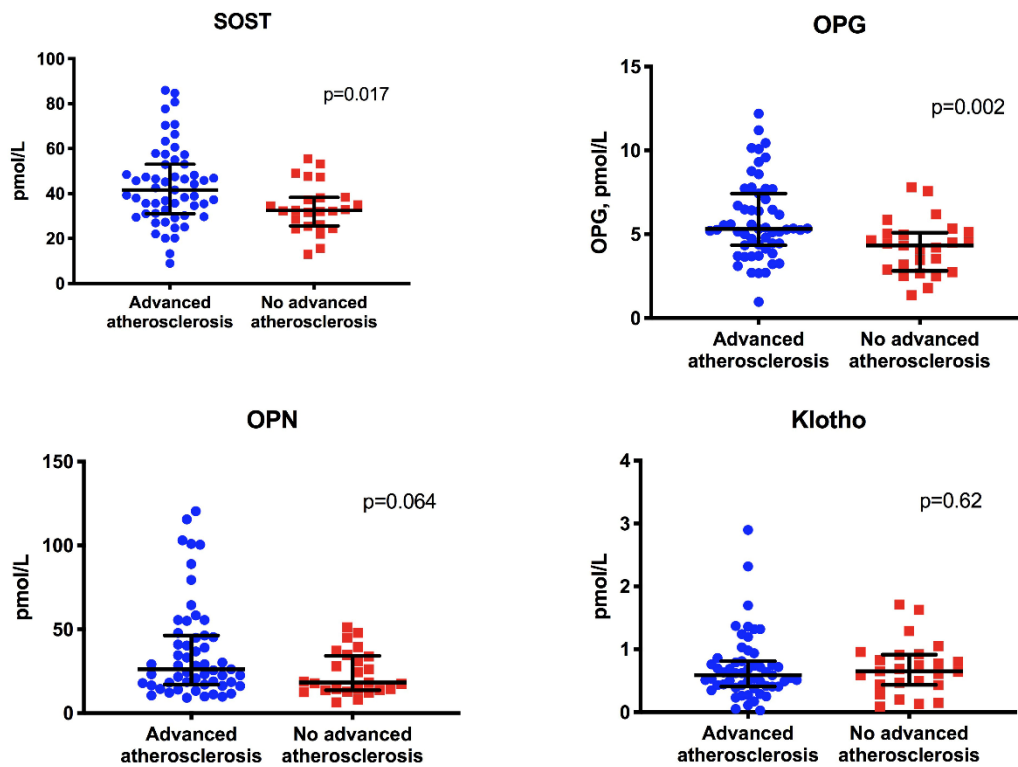 SOST
100
80
60
40
20
0
pmol/L
p=0.017
Advanced
atherosclerosis
No advanced
atherosclerosis
OPG
15
10
5
0
OPG, pmol/L
p=0.002
Advanced
atherosclerosis
No advanced
atherosclerosis
OPN
150
100
50
0
pmol/L
p=0.064
Advanced
atherosclerosis
No advanced
atherosclerosis
Klotho
4
3
2
1
0
pmol/L
p=0.62
Advanced
atherosclerosis
No advanced
atherosclerosis